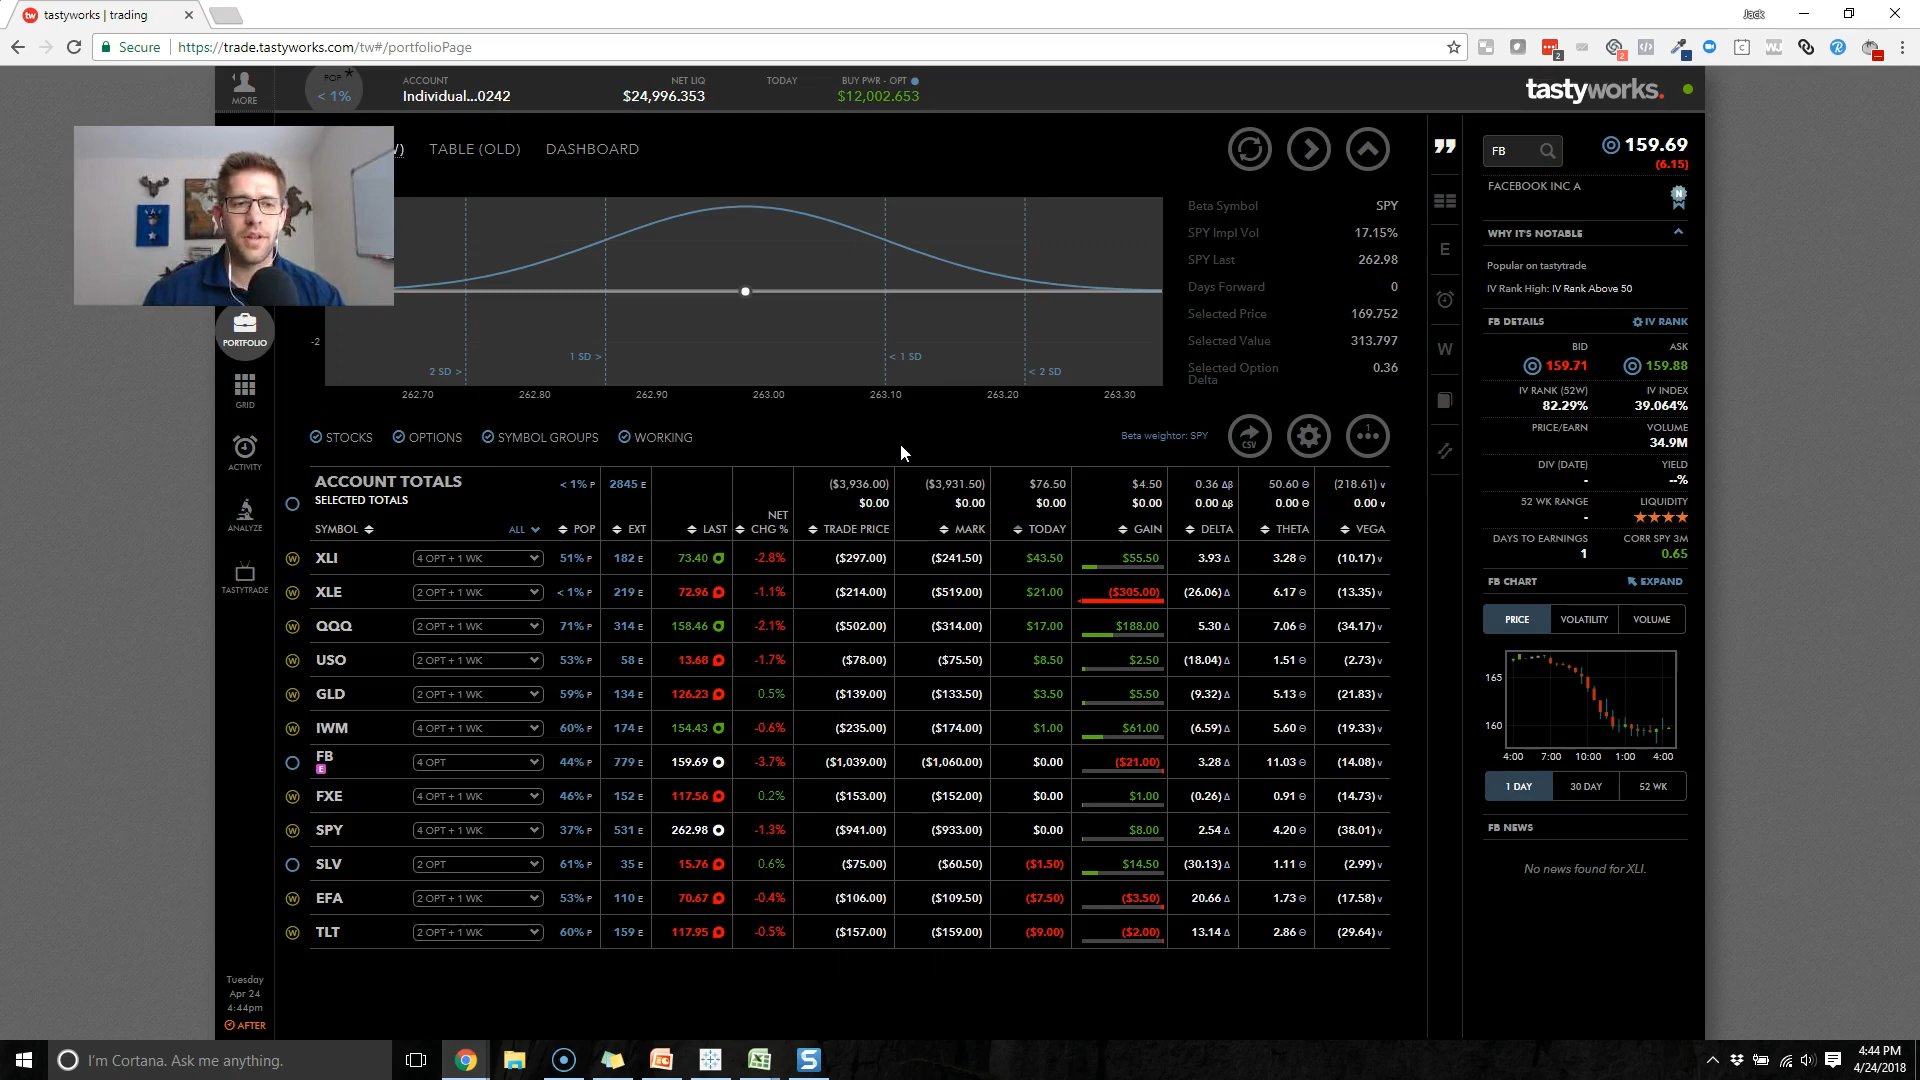 tastyworks | trading
Jack
Secure | https://trade.tastyworks.com/tw#/portfolioPage
MORE
POP *
< 1%
ACCOUNT
Individual...0242
NET LIQ
$24,996.353
TODAY
BUY PWR - OPT
$12,002.653
tastyworks.
TABLE (OLD)
DASHBOARD
-2
2 SD >
1 SD >
< 1 SD
< 2 SD
262.70 262.80 262.90 263.00 263.10 263.20 263.30
Beta Symbol SPY
SPY Impl Vol 17.15%
SPY Last 262.98
Days Forward 0
Selected Price 169.752
Selected Value 313.797
Selected Option Delta 0.36
PORTFOLIO
GRID
ACTIVITY
ANALYZE
TASTYTRADE
Tuesday
Apr 24
4:44pm
AFTER
STOCKS OPTIONS SYMBOL GROUPS WORKING
Beta weightor: SPY
CSV
1
ACCOUNT TOTALS < 1% P 2845 E ($3,936.00) ($3,931.50) $76.50 $4.50 0.36 Δβ 50.60 Θ (218.61) v
SELECTED TOTALS $0.00 $0.00 $0.00 $0.00 0.00 Δβ 0.00 Θ 0.00 v
SYMBOL ALL POP EXT LAST NET CHG % TRADE PRICE MARK TODAY GAIN DELTA THETA VEGA
W XLI 4 OPT + 1 WK 51% P 182 E 73.40 -2.8% ($297.00) ($241.50) $43.50 $55.50 3.93 Δ 3.28 Θ (10.17) v
W XLE 2 OPT + 1 WK < 1% P 219 E 72.96 -1.1% ($214.00) ($519.00) $21.00 ($305.00) (26.06) Δ 6.17 Θ (13.35) v
W QQQ 2 OPT + 1 WK 71% P 314 E 158.46 -2.1% ($502.00) ($314.00) $17.00 $188.00 5.30 Δ 7.06 Θ (34.17) v
W USO 2 OPT + 1 WK 53% P 58 E 13.68 -1.7% ($78.00) ($75.50) $8.50 $2.50 (18.04) Δ 1.51 Θ (2.73) v
W GLD 2 OPT + 1 WK 59% P 134 E 126.23 0.5% ($139.00) ($133.50) $3.50 $5.50 (9.32) Δ 5.13 Θ (21.83) v
W IWM 4 OPT + 1 WK 60% P 174 E 154.43 -0.6% ($235.00) ($174.00) $1.00 $61.00 (6.59) Δ 5.60 Θ (19.33) v
FB 4 OPT 44% P 779 E 159.69 -3.7% ($1,039.00) ($1,060.00) $0.00 ($21.00) 3.28 Δ 11.03 Θ (14.08) v
E
W FXE 4 OPT + 1 WK 46% P 152 E 117.56 0.2% ($153.00) ($152.00) $0.00 $1.00 (0.26) Δ 0.91 Θ (14.73) v
W SPY 4 OPT + 1 WK 37% P 531 E 262.98 -1.3% ($941.00) ($933.00) $0.00 $8.00 2.54 Δ 4.20 Θ (38.01) v
SLV 2 OPT 61% P 35 E 15.76 0.6% ($75.00) ($60.50) ($1.50) $14.50 (30.13) Δ 1.11 Θ (2.99) v
W EFA 2 OPT + 1 WK 53% P 110 E 70.67 -0.4% ($106.00) ($109.50) ($7.50) ($3.50) 20.66 Δ 1.73 Θ (17.58) v
W TLT 2 OPT + 1 WK 60% P 159 E 117.95 -0.5% ($157.00) ($159.00) ($9.00) ($2.00) 13.14 Δ 2.86 Θ (29.64) v
E
W
FB
159.69
(6.15)
FACEBOOK INC A
N
WHY IT'S NOTABLE
Popular on tastytrade
IV Rank High: IV Rank Above 50
FB DETAILS IV RANK
BID ASK
159.71 159.88
IV RANK (52W) IV INDEX
82.29% 39.064%
PRICE/EARN VOLUME
34.9M
DIV (DATE) YIELD
- --%
52 WK RANGE LIQUIDITY
-
DAYS TO EARNINGS CORR SPY 3M
1 0.65
FB CHART EXPAND
PRICE VOLATILITY VOLUME
165
160
4:00 7:00 10:00 1:00 4:00
1 DAY 30 DAY 52 WK
FB NEWS
No news found for XLI.
I'm Cortana. Ask me anything.
4:44 PM
4/24/2018